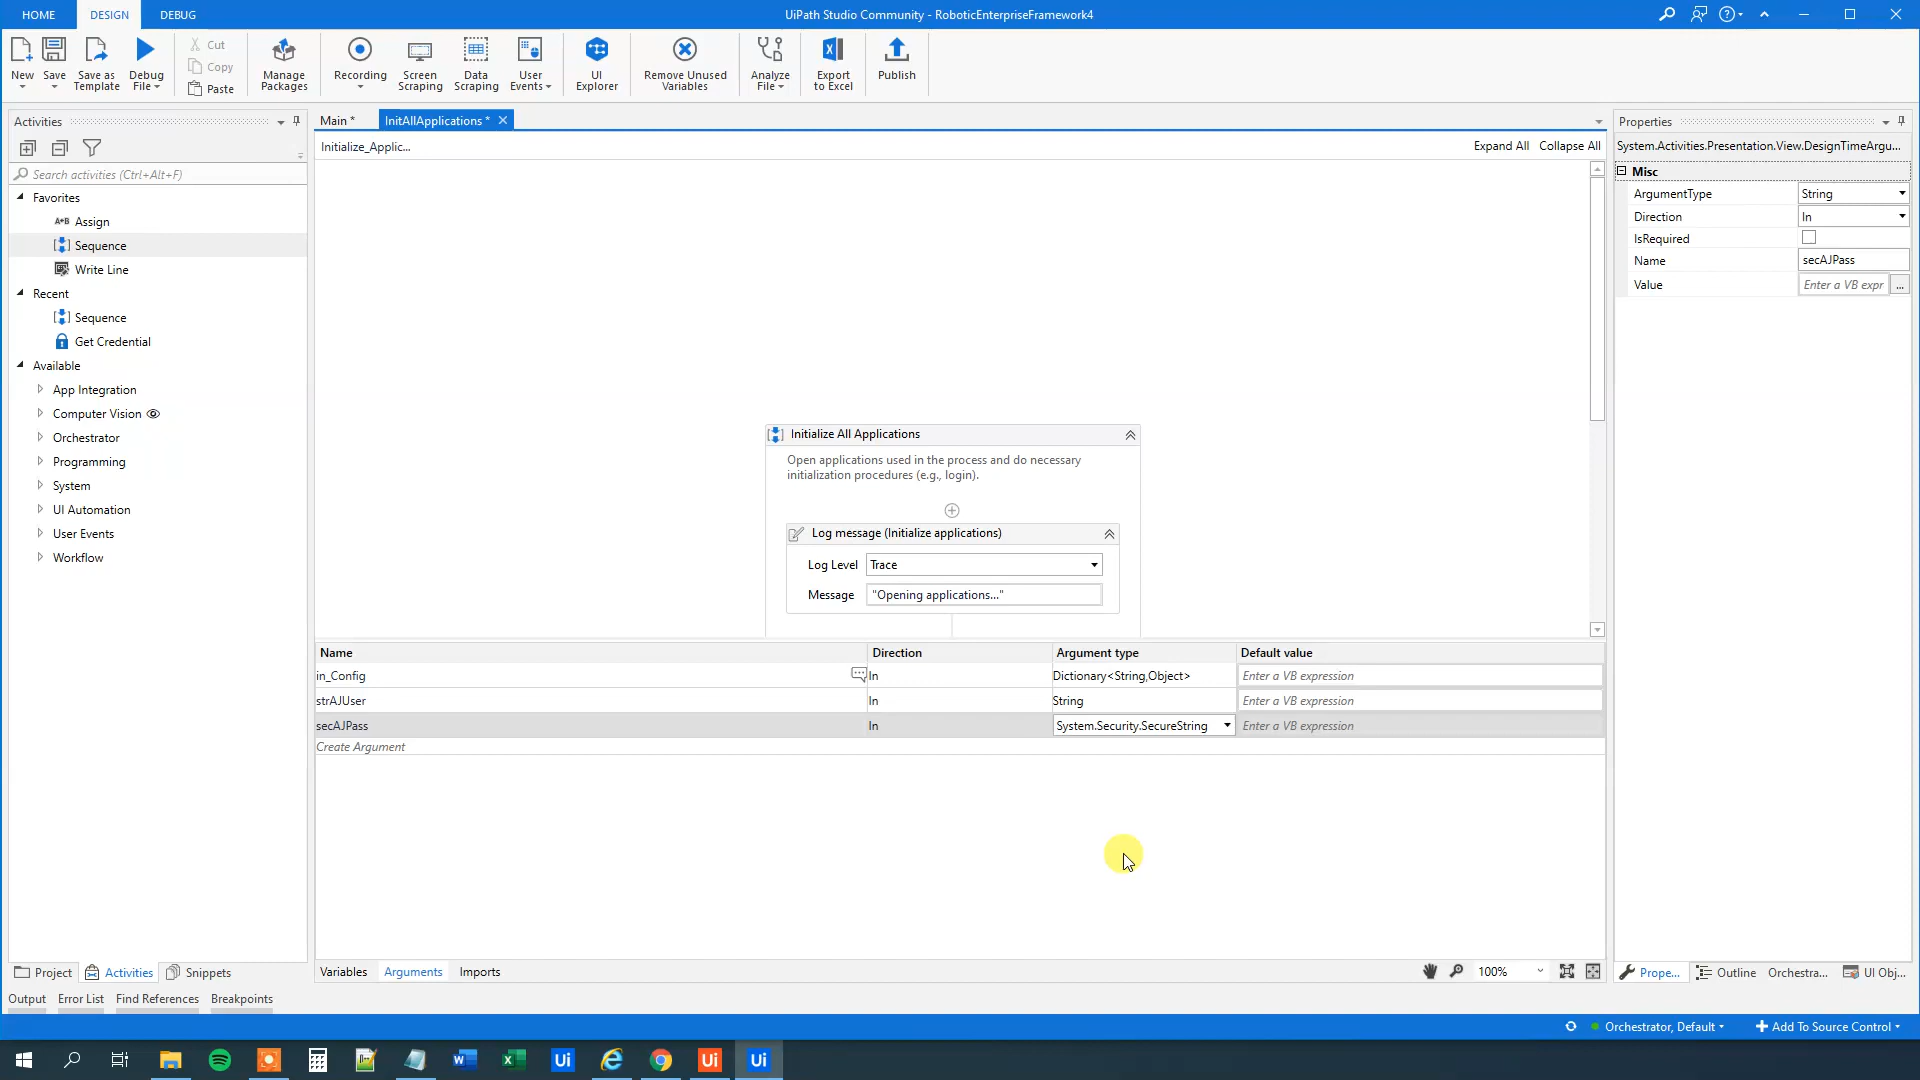 HOME DESIGN DEBUG
UiPath Studio Community - RoboticEnterpriseFramework4
New Save Save as Template Debug File
Cut
Copy
Paste
Manage Packages
Recording
Screen Scraping
Data Scraping
User Events
UI Explorer
Remove Unused Variables
Analyze File
Export to Excel
Publish
Activities
Search activities (Ctrl+Alt+F)
Favorites
A+B Assign
Sequence
Write Line
Recent
Sequence
Get Credential
Available
App Integration
Computer Vision
Orchestrator
Programming
System
UI Automation
User Events
Workflow
Main * InitAllApplications *
Initialize_Applic...
Expand All Collapse All
Initialize All Applications
Open applications used in the process and do necessary
initialization procedures (e.g., login).
Log message (Initialize applications)
Log Level Trace
Message "Opening applications..."
Name Direction Argument type Default value
in_Config In Dictionary<String,Object> Enter a VB expression
strAJUser In String Enter a VB expression
secAJPass In System.Security.SecureString Enter a VB expression
Create Argument
Variables Arguments Imports
100%
Properties
System.Activities.Presentation.View.DesignTimeArgu...
Misc
ArgumentType String
Direction In
IsRequired
Name secAJPass
Value Enter a VB expr ...
Project Activities Snippets
Prope... Outline Orchestra... UI Obj...
Output Error List Find References Breakpoints
Orchestrator, Default Add To Source Control
Ui Ui Ui